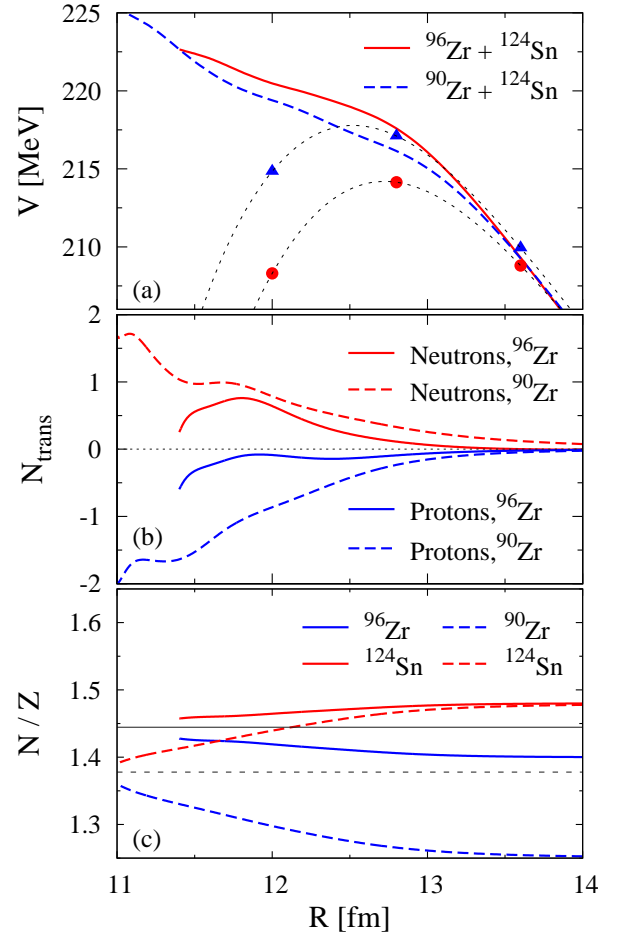 225
220
215
210
V [MeV]
⁹⁶Zr + ¹²⁴Sn
⁹⁰Zr + ¹²⁴Sn
(a)
2
1
0
-1
-2
N_trans
Neutrons,⁹⁶Zr
Neutrons,⁹⁰Zr
Protons,⁹⁶Zr
Protons,⁹⁰Zr
(b)
1.6
1.5
1.4
1.3
N / Z
⁹⁶Zr ⁹⁰Zr
¹²⁴Sn ¹²⁴Sn
(c)
11 12 13 14
R [fm]